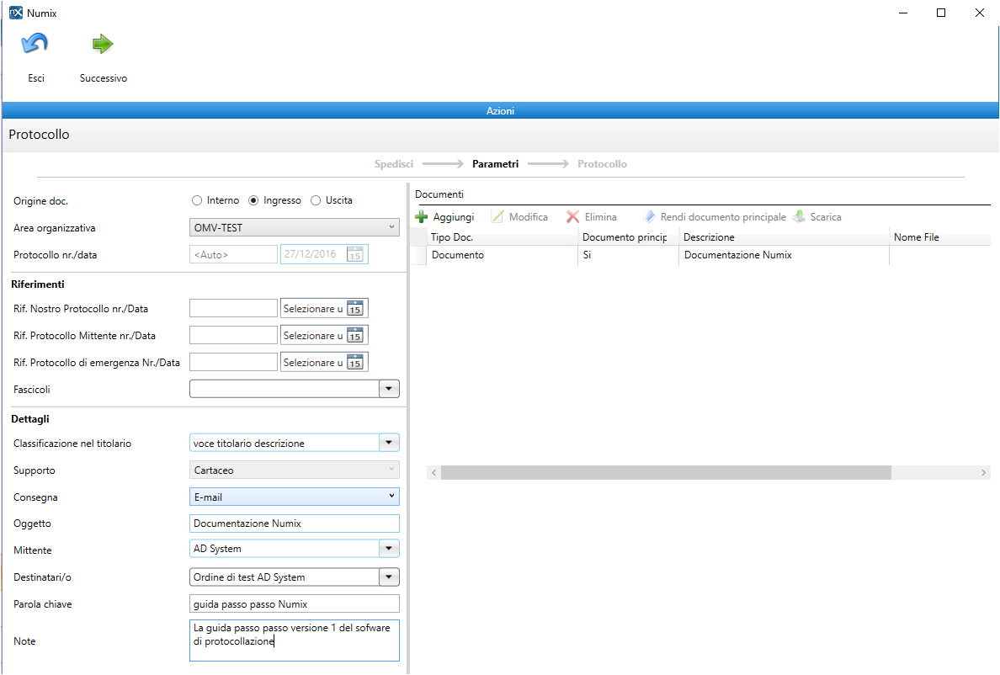 nX Numix
Esci Successivo
Azioni
Protocollo
Spedisci Parametri Protocollo
Origine doc. Interno Ingresso Uscita
Area organizzativa OMV-TEST
Protocollo nr./data <Auto> 27/12/2016 15
Riferimenti
Rif. Nostro Protocollo nr./Data Selezionare u 15
Rif. Protocollo Mittente nr./Data Selezionare u 15
Rif. Protocollo di emergenza Nr./Data Selezionare u 15
Fascicoli
Dettagli
Classificazione nel titolario voce titolario descrizione
Supporto Cartaceo
Consegna E-mail
Oggetto Documentazione Numix
Mittente AD System
Destinatari/o Ordine di test AD System
Parola chiave guida passo passo Numix
Note La guida passo passo versione 1 del sofware
di protocollazione
Documenti
Aggiungi Modifica Elimina Rendi documento principale Scarica
Tipo Doc. Documento princip Descrizione Nome File
Documento Si Documentazione Numix